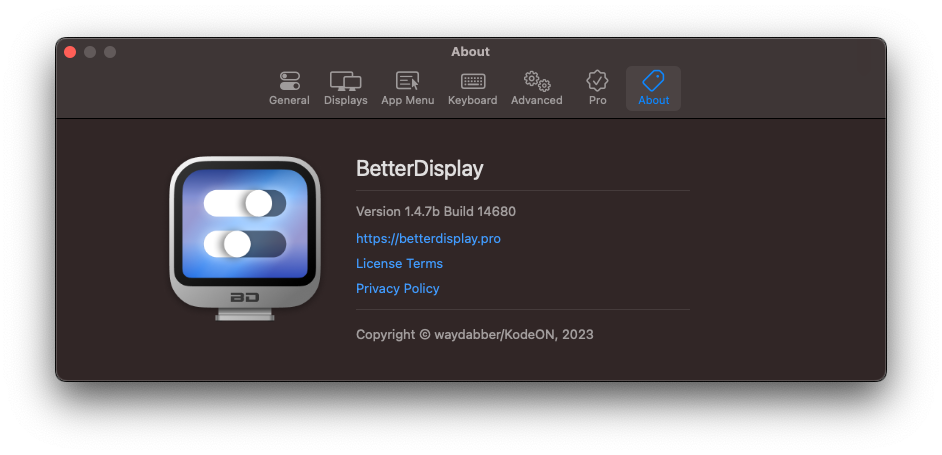 About
General Displays App Menu Keyboard Advanced Pro About
BetterDisplay
Version 1.4.7b Build 14680
https://betterdisplay.pro
License Terms
Privacy Policy
BD
Copyright © waydabber/KodeON, 2023